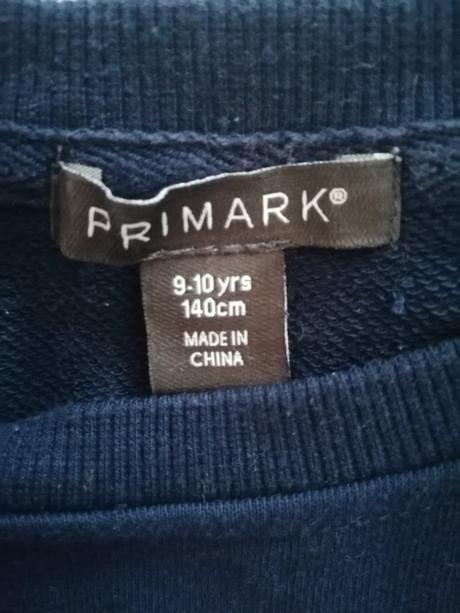 PRIMARK®
9-10 yrs
140cm
MADE IN
CHINA